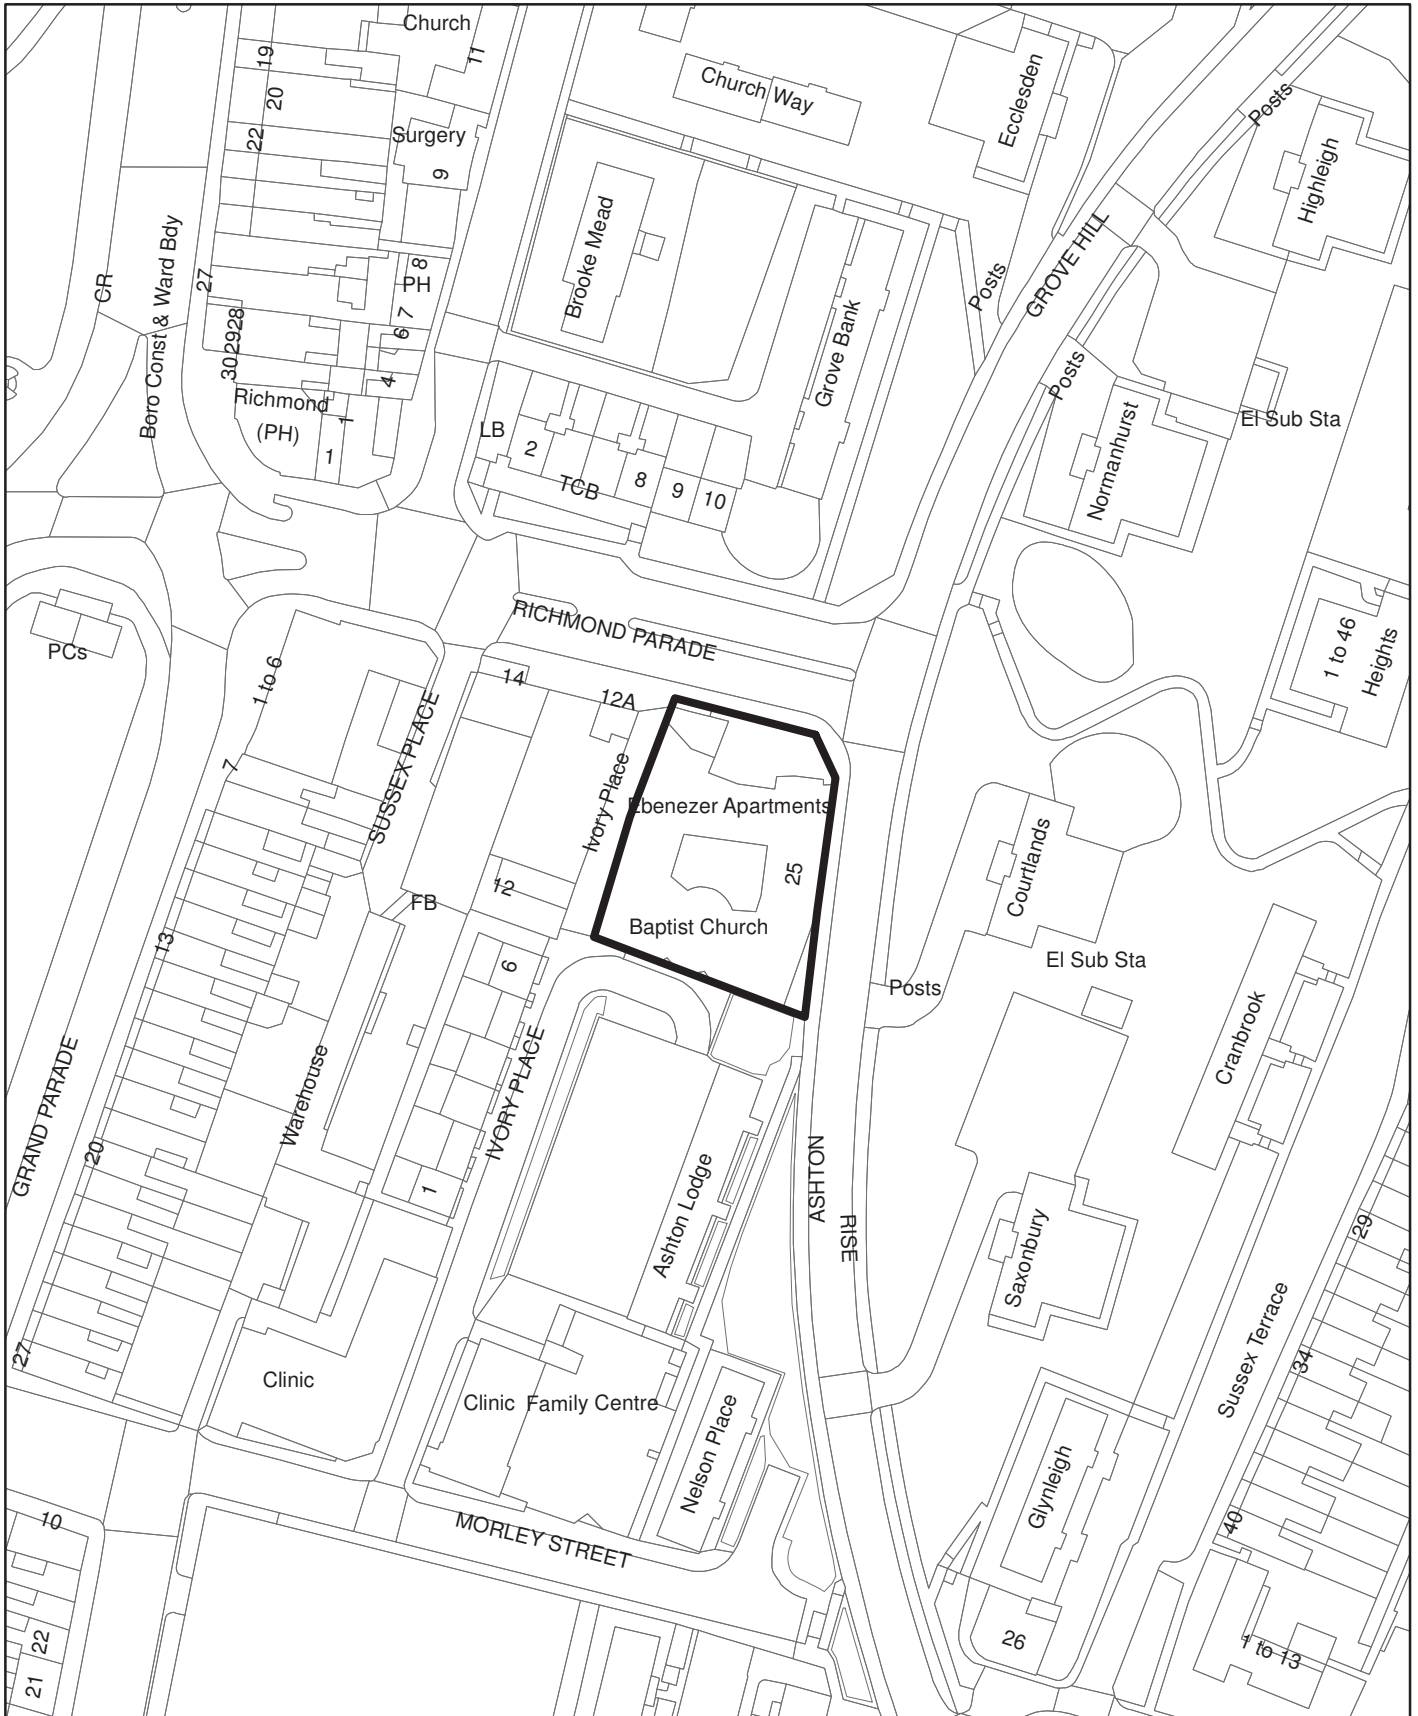 Church
11
19
20
22
Surgery
9
Church Way
Ecclesden
Posts
Highleigh
Brooke Mead
Boro Const & Ward Bdy
CR
27
8
PH
7
6
4
28
29
30
Richmond
(PH)
1
1
Posts
GROVE HILL
Grove Bank
Posts
Normanhurst
El Sub Sta
LB
2
TCB
8
9
10
PCs
1 to 6
RICHMOND PARADE
1 to 46
Heights
14
12A
SUSSEX PLACE
7
Ivory Place
Ebenezer Apartments
25
Baptist Church
Courtlands
FB
12
13
6
Posts
El Sub Sta
Cranbrook
GRAND PARADE
Warehouse
IVORY PLACE
20
1
Ashton Lodge
ASHTON
RISE
Saxonbury
29
Sussex Terrace
34
27
Clinic
Clinic
Family Centre
Nelson Place
Glynleigh
40
10
MORLEY STREET
22
21
26
1 to 13